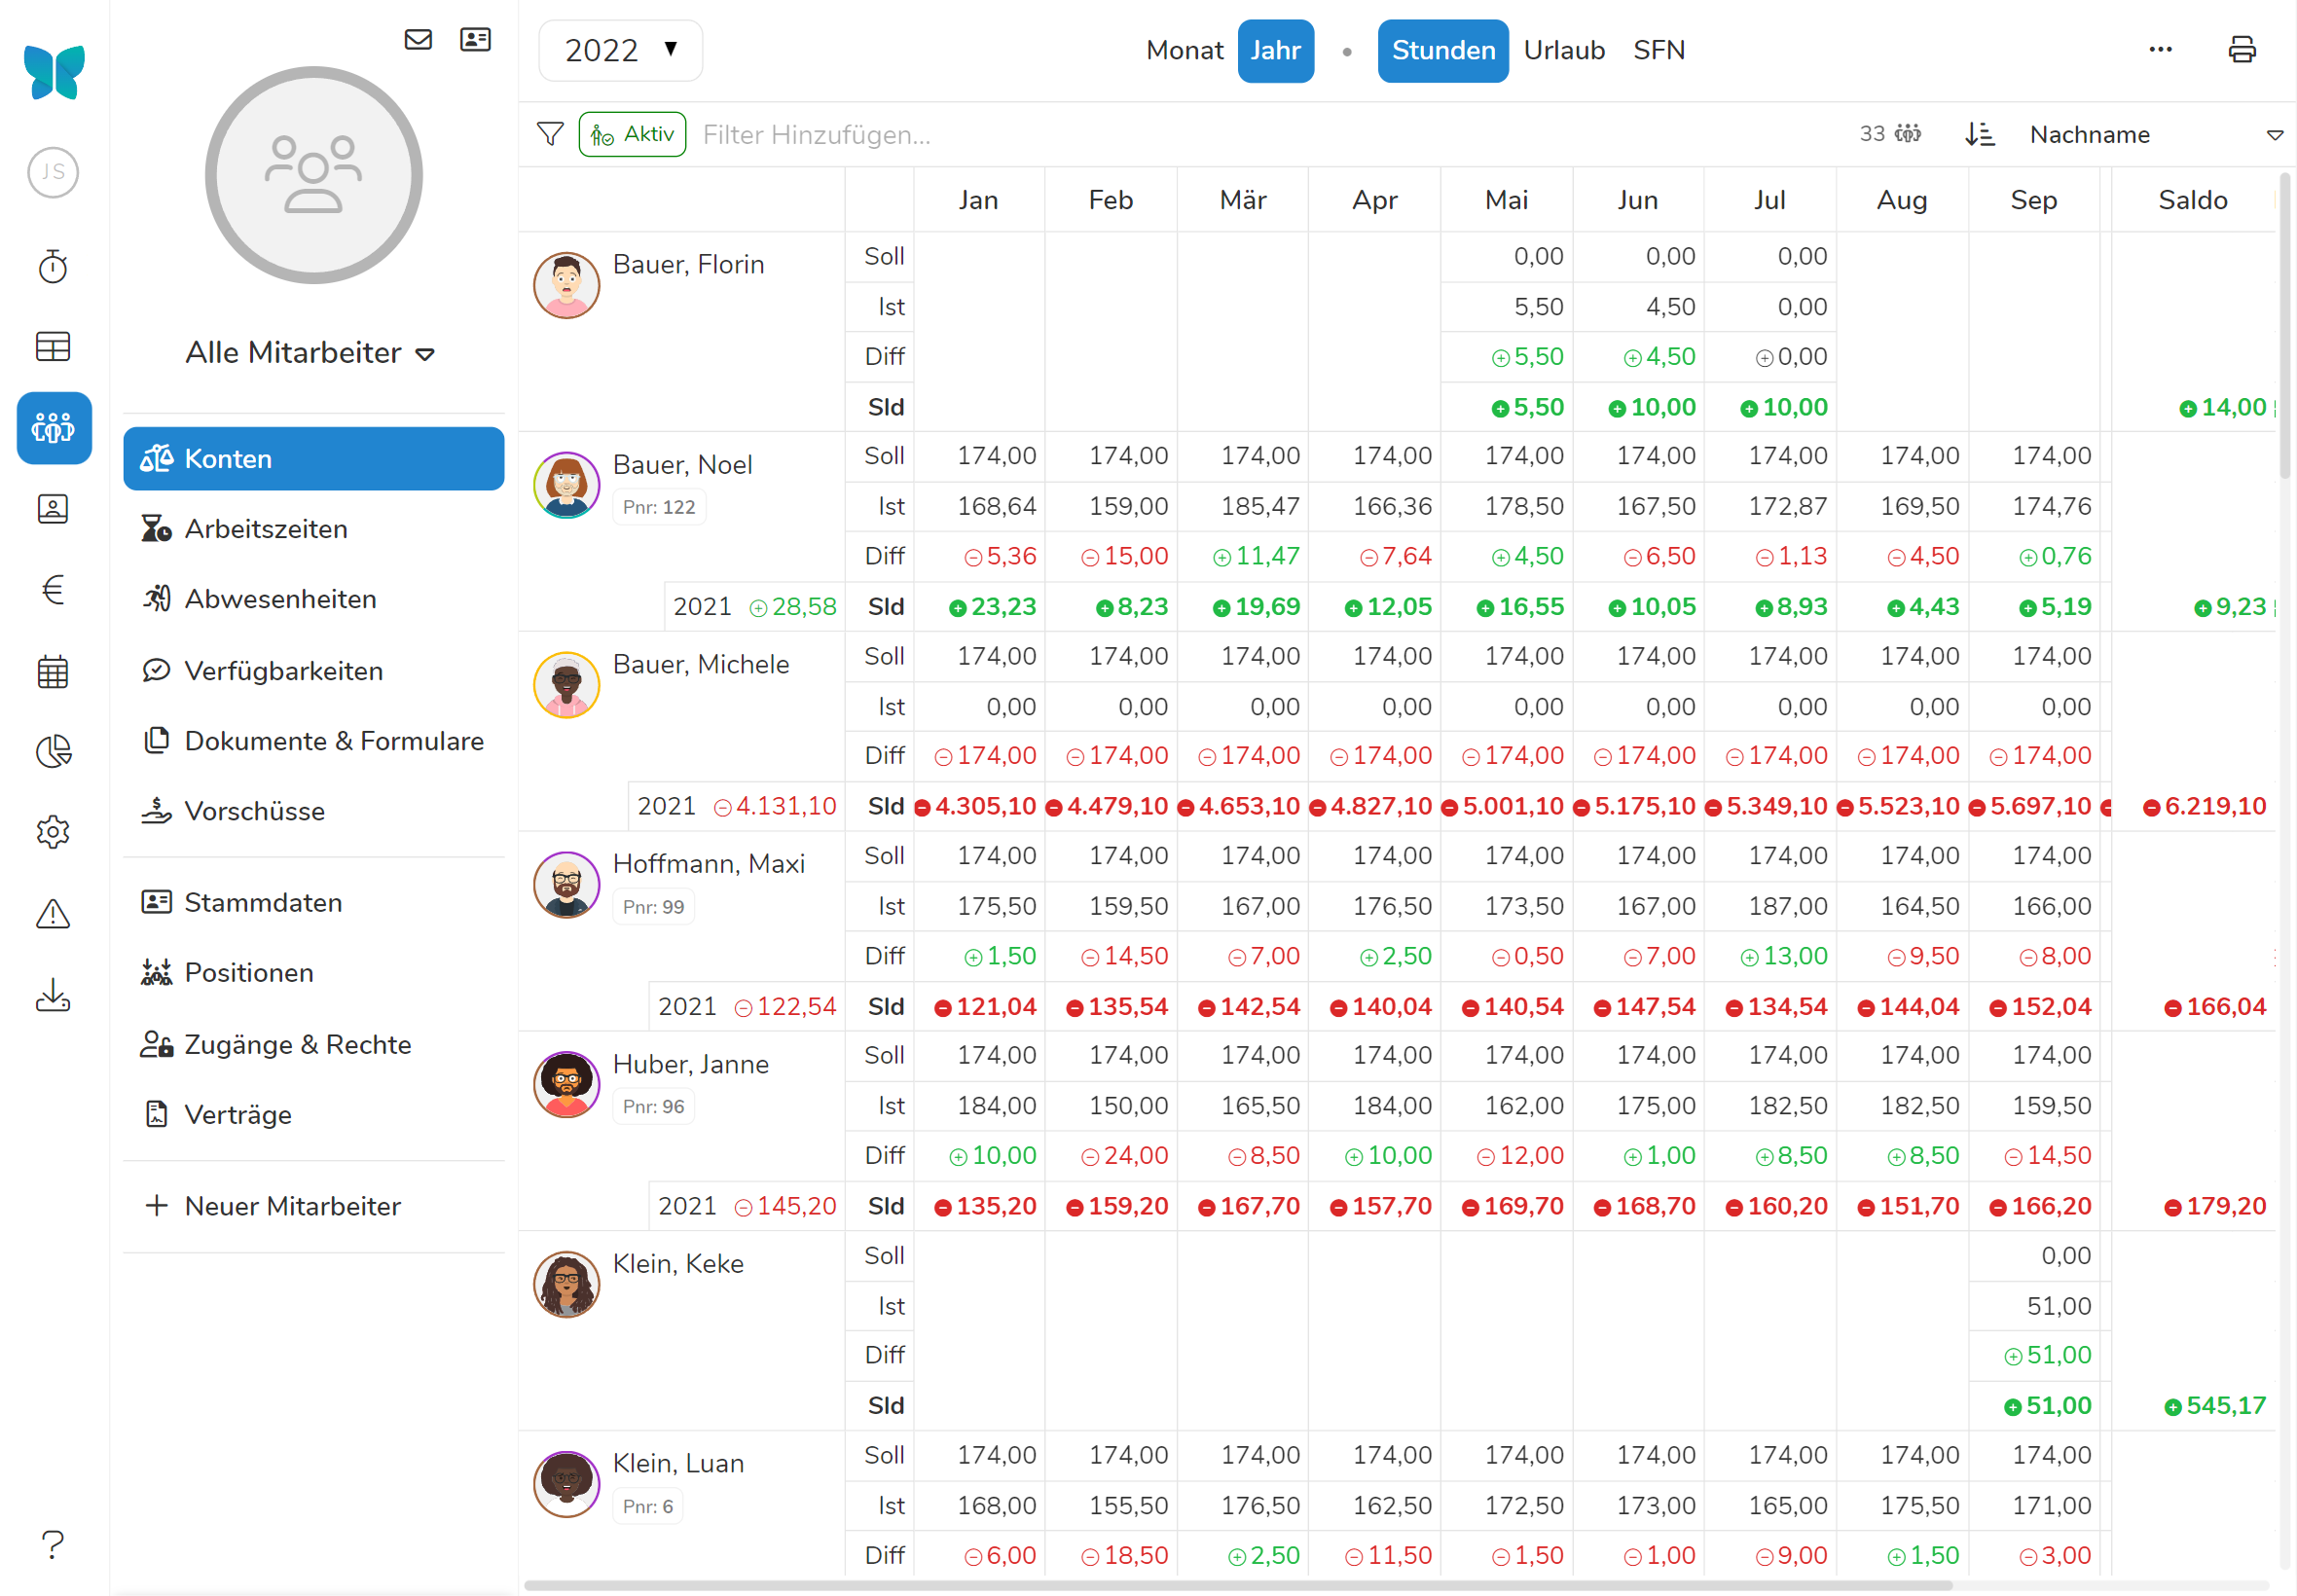 JS
Alle Mitarbeiter
Konten
Arbeitszeiten
Abwesenheiten
Verfügbarkeiten
Dokumente & Formulare
Vorschüsse
Stammdaten
Positionen
Zugänge & Rechte
Verträge
Neuer Mitarbeiter
2022 Monat Jahr • Stunden Urlaub SFN
Aktiv Filter Hinzufügen... 33 Nachname
Jan Feb Mär Apr Mai Jun Jul Aug Sep Saldo
Bauer, Florin
Soll 0,00 0,00 0,00
Ist 5,50 4,50 0,00
Diff 5,50 4,50 0,00
Sld 5,50 10,00 10,00 14,00
Bauer, Noel
Pnr: 122
Soll 174,00 174,00 174,00 174,00 174,00 174,00 174,00 174,00 174,00
Ist 168,64 159,00 185,47 166,36 178,50 167,50 172,87 169,50 174,76
Diff 5,36 15,00 11,47 7,64 4,50 6,50 1,13 4,50 0,76
2021 28,58 Sld 23,23 8,23 19,69 12,05 16,55 10,05 8,93 4,43 5,19 9,23
Bauer, Michele
Soll 174,00 174,00 174,00 174,00 174,00 174,00 174,00 174,00 174,00
Ist 0,00 0,00 0,00 0,00 0,00 0,00 0,00 0,00 0,00
Diff 174,00 174,00 174,00 174,00 174,00 174,00 174,00 174,00 174,00
2021 4.131,10 Sld 4.305,10 4.479,10 4.653,10 4.827,10 5.001,10 5.175,10 5.349,10 5.523,10 5.697,10 6.219,10
Hoffmann, Maxi
Pnr: 99
Soll 174,00 174,00 174,00 174,00 174,00 174,00 174,00 174,00 174,00
Ist 175,50 159,50 167,00 176,50 173,50 167,00 187,00 164,50 166,00
Diff 1,50 14,50 7,00 2,50 0,50 7,00 13,00 9,50 8,00
2021 122,54 Sld 121,04 135,54 142,54 140,04 140,54 147,54 134,54 144,04 152,04 166,04
Huber, Janne
Pnr: 96
Soll 174,00 174,00 174,00 174,00 174,00 174,00 174,00 174,00 174,00
Ist 184,00 150,00 165,50 184,00 162,00 175,00 182,50 182,50 159,50
Diff 10,00 24,00 8,50 10,00 12,00 1,00 8,50 8,50 14,50
2021 145,20 Sld 135,20 159,20 167,70 157,70 169,70 168,70 160,20 151,70 166,20 179,20
Klein, Keke
Soll 0,00
Ist 51,00
Diff 51,00
Sld 51,00 545,17
Klein, Luan
Pnr: 6
Soll 174,00 174,00 174,00 174,00 174,00 174,00 174,00 174,00 174,00
Ist 168,00 155,50 176,50 162,50 172,50 173,00 165,00 175,50 171,00
Diff 6,00 18,50 2,50 11,50 1,50 1,00 9,00 1,50 3,00